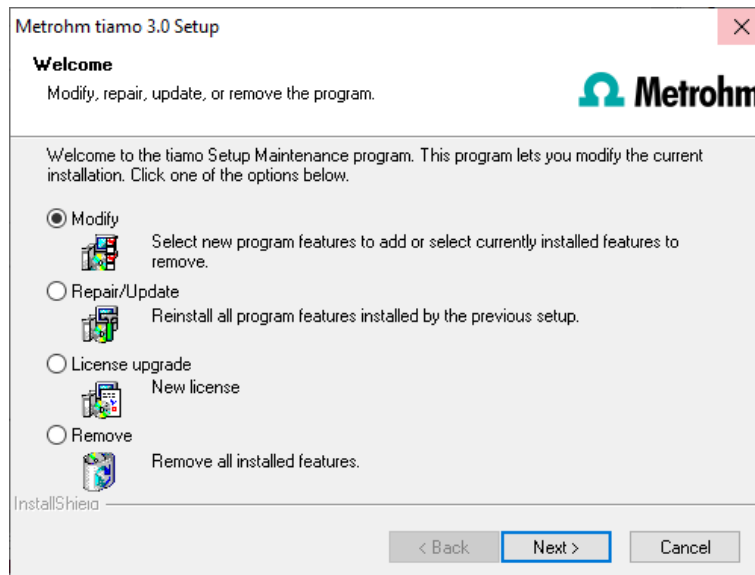 Metrohm tiamo 3.0 Setup
Welcome
Modify, repair, update, or remove the program.
Metrohm
Welcome to the tiamo Setup Maintenance program. This program lets you modify the current
installation. Click one of the options below.
Modify
Select new program features to add or select currently installed features to
remove.
Repair/Update
Reinstall all program features installed by the previous setup.
License upgrade
New license
Remove
Remove all installed features.
InstallShield
< Back
Next >
Cancel